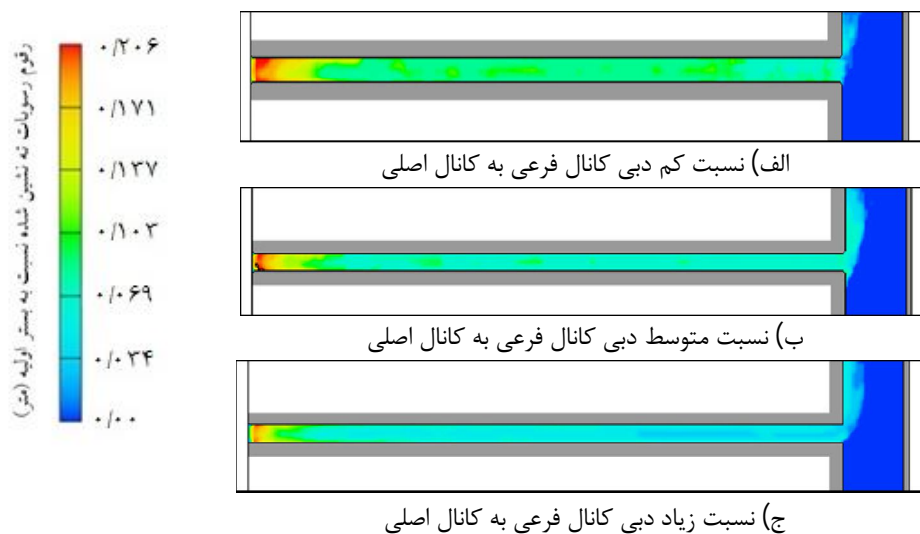 رقوم رسوبات ته نشین شده نسبت به بستر اولیه (متر)
۰/۲۰۶
۰/۱۷۱
۰/۱۳۷
۰/۱۰۳
۰/۰۶۹
۰/۰۳۴
۰/۰۰
الف) نسبت کم دبی کانال فرعی به کانال اصلی
ب) نسبت متوسط دبی کانال فرعی به کانال اصلی
ج) نسبت زیاد دبی کانال فرعی به کانال اصلی